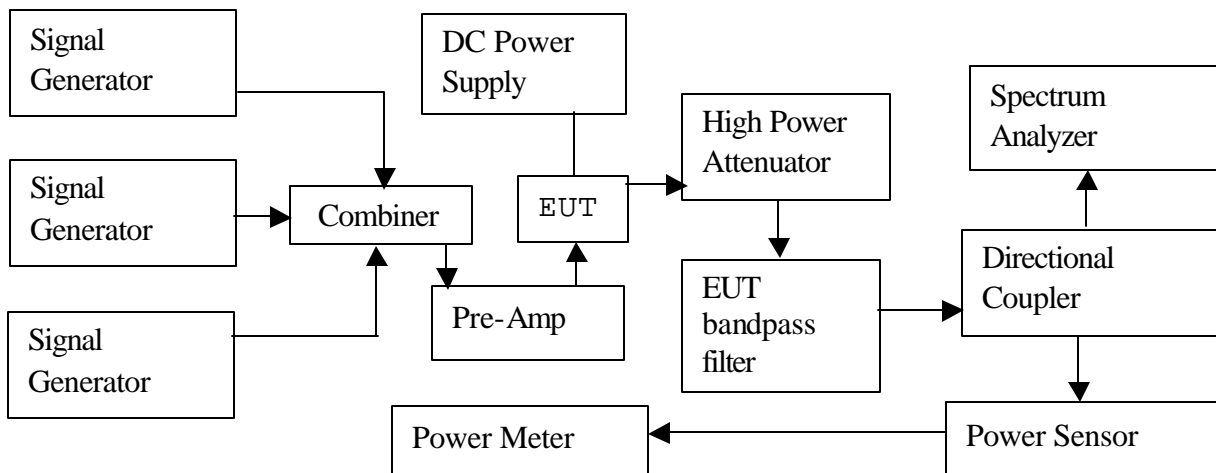 Signal
Generator
DC Power
Supply
Spectrum
Analyzer
High Power
Attenuator
Signal
Generator
Combiner
EUT
Directional
Coupler
EUT
bandpass
filter
Pre-Amp
Signal
Generator
Power Meter
Power Sensor